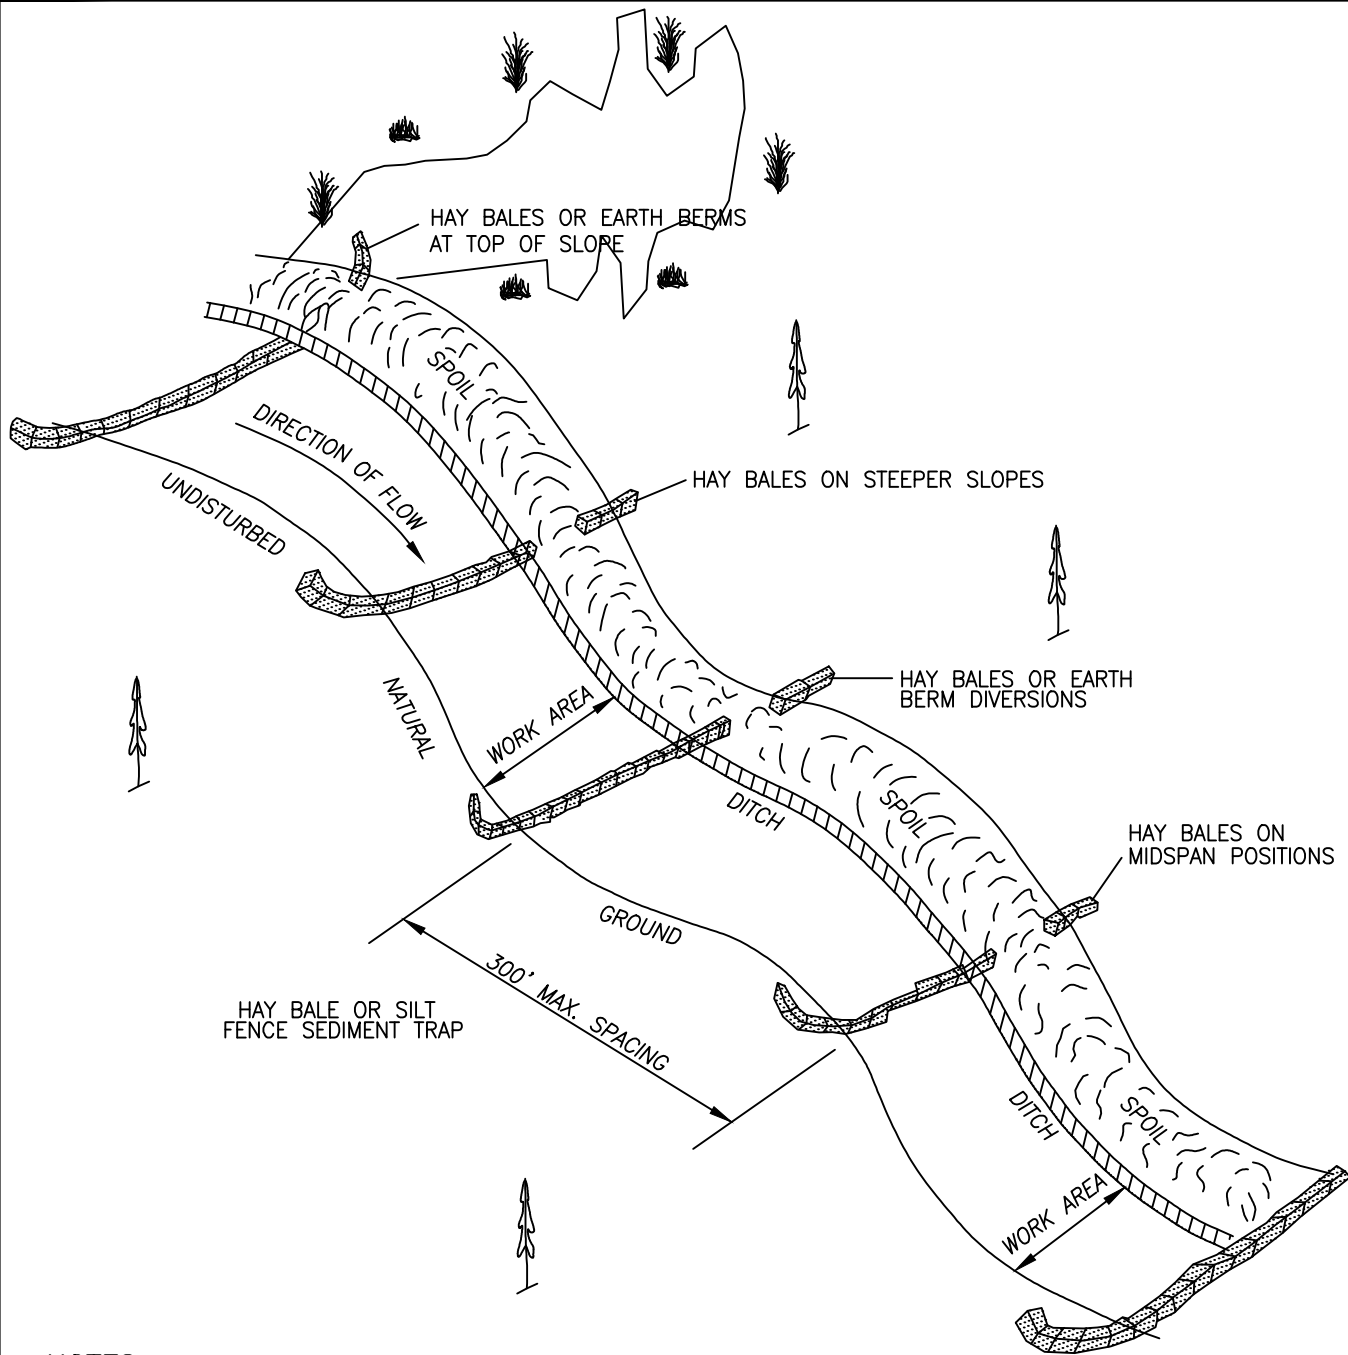 HAY BALES OR EARTH BERMS
AT TOP OF SLOPE
SPOIL
DIRECTION OF FLOW
UNDISTURBED
HAY BALES ON STEEPER SLOPES
NATURAL
WORK AREA
HAY BALES OR EARTH
BERM DIVERSIONS
DITCH
SPOIL
HAY BALES ON
MIDSPAN POSITIONS
GROUND
300' MAX. SPACING
HAY BALE OR SILT
FENCE SEDIMENT TRAP
DITCH
SPOIL
WORK AREA